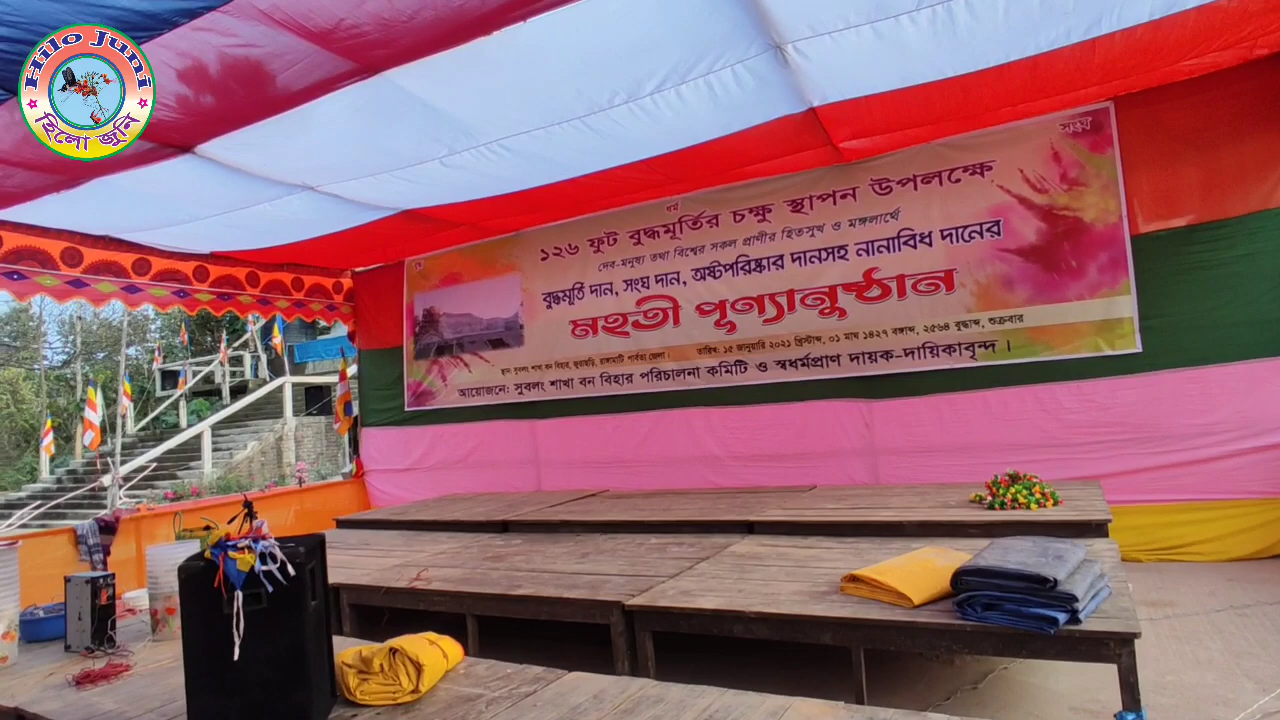 Hilo Juni
হিলো জুনি
ধর্ম
সংঘ
১২৬ ফুট বুদ্ধমূর্তির চক্ষু স্থাপন উপলক্ষে
দেব-মনুষ্য তথা বিশ্বের সকল প্রাণীর হিতসুখ ও মঙ্গলার্থে
বুদ্ধমূর্তি দান, সংঘ দান, অষ্টপরিষ্কার দানসহ নানাবিধ দানের
মহতী পূণ্যানুষ্ঠান
স্থান: সুবলং শাখা বন বিহার, জুরাছড়ি, রাঙ্গামাটি পার্বত্য জেলা। তারিখ: ১৫ জানুয়ারি ২০২১ খ্রিস্টাব্দ, ০১ মাঘ ১৪২৭ বঙ্গাব্দ, ২৫৬৪ বুদ্ধাব্দ, শুক্রবার
আয়োজনে: সুবলং শাখা বন বিহার পরিচালনা কমিটি ও স্বধর্মপ্রাণ দায়ক-দায়িকাবৃন্দ।